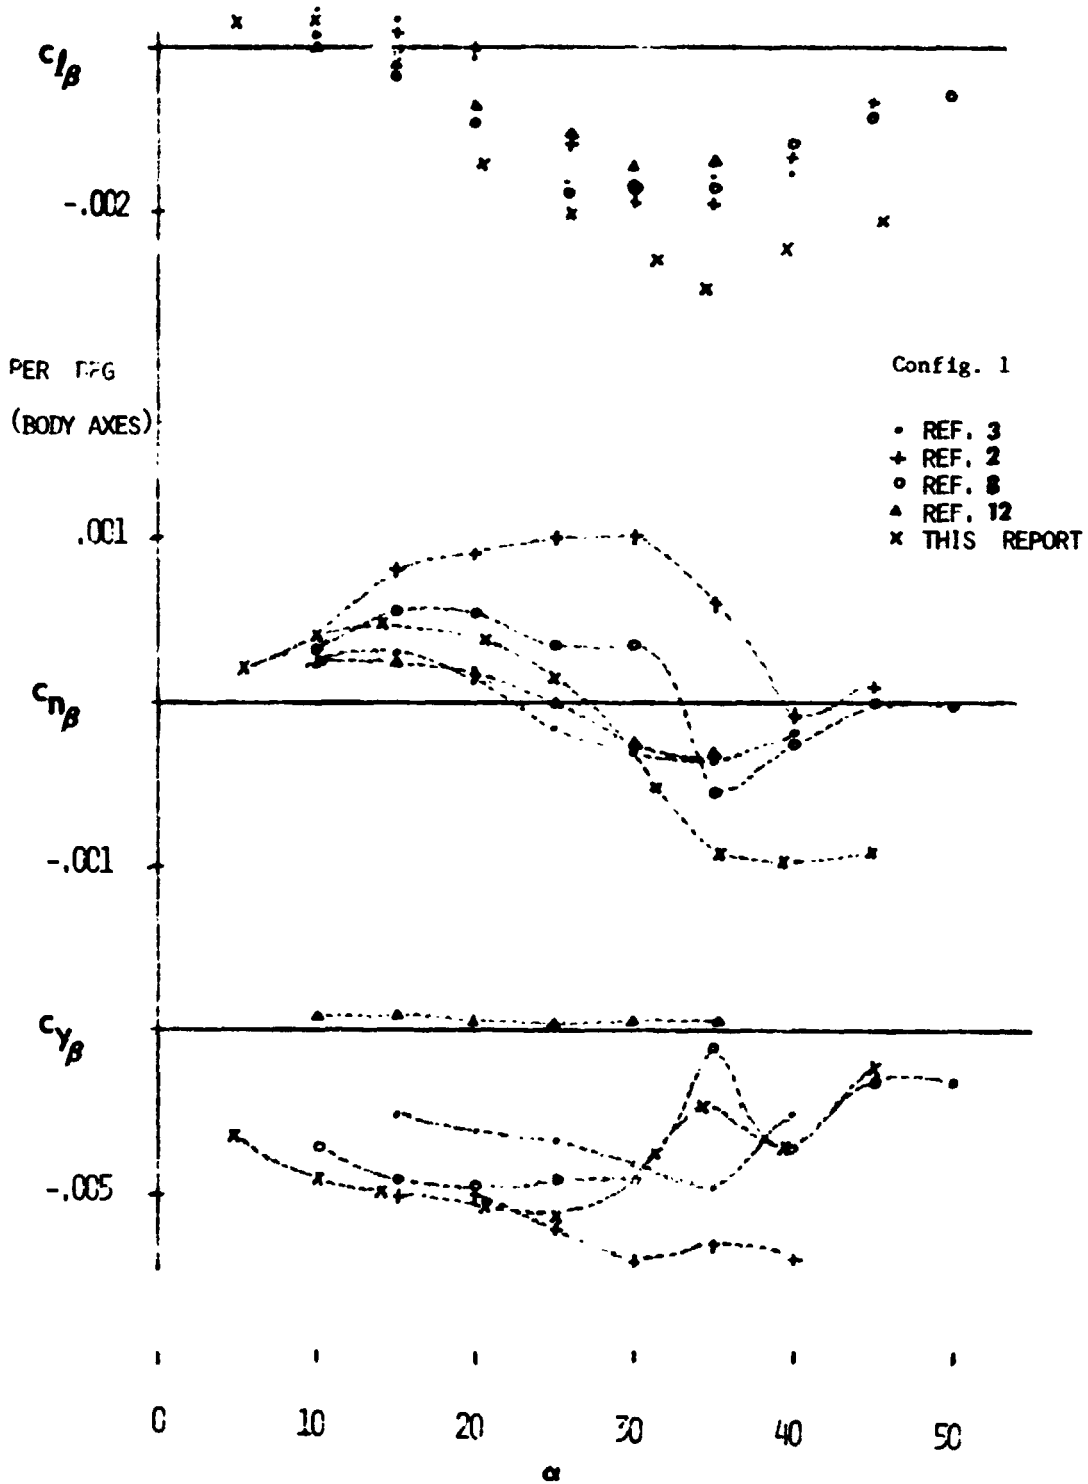 C_lβ
-.002
PER DEG
(BODY AXES)
Config. 1
• REF. 3
+ REF. 2
o REF. 8
▲ REF. 12
x THIS REPORT
.001
C_nβ
-.001
C_Yβ
-.005
0 10 20 30 40 50
α